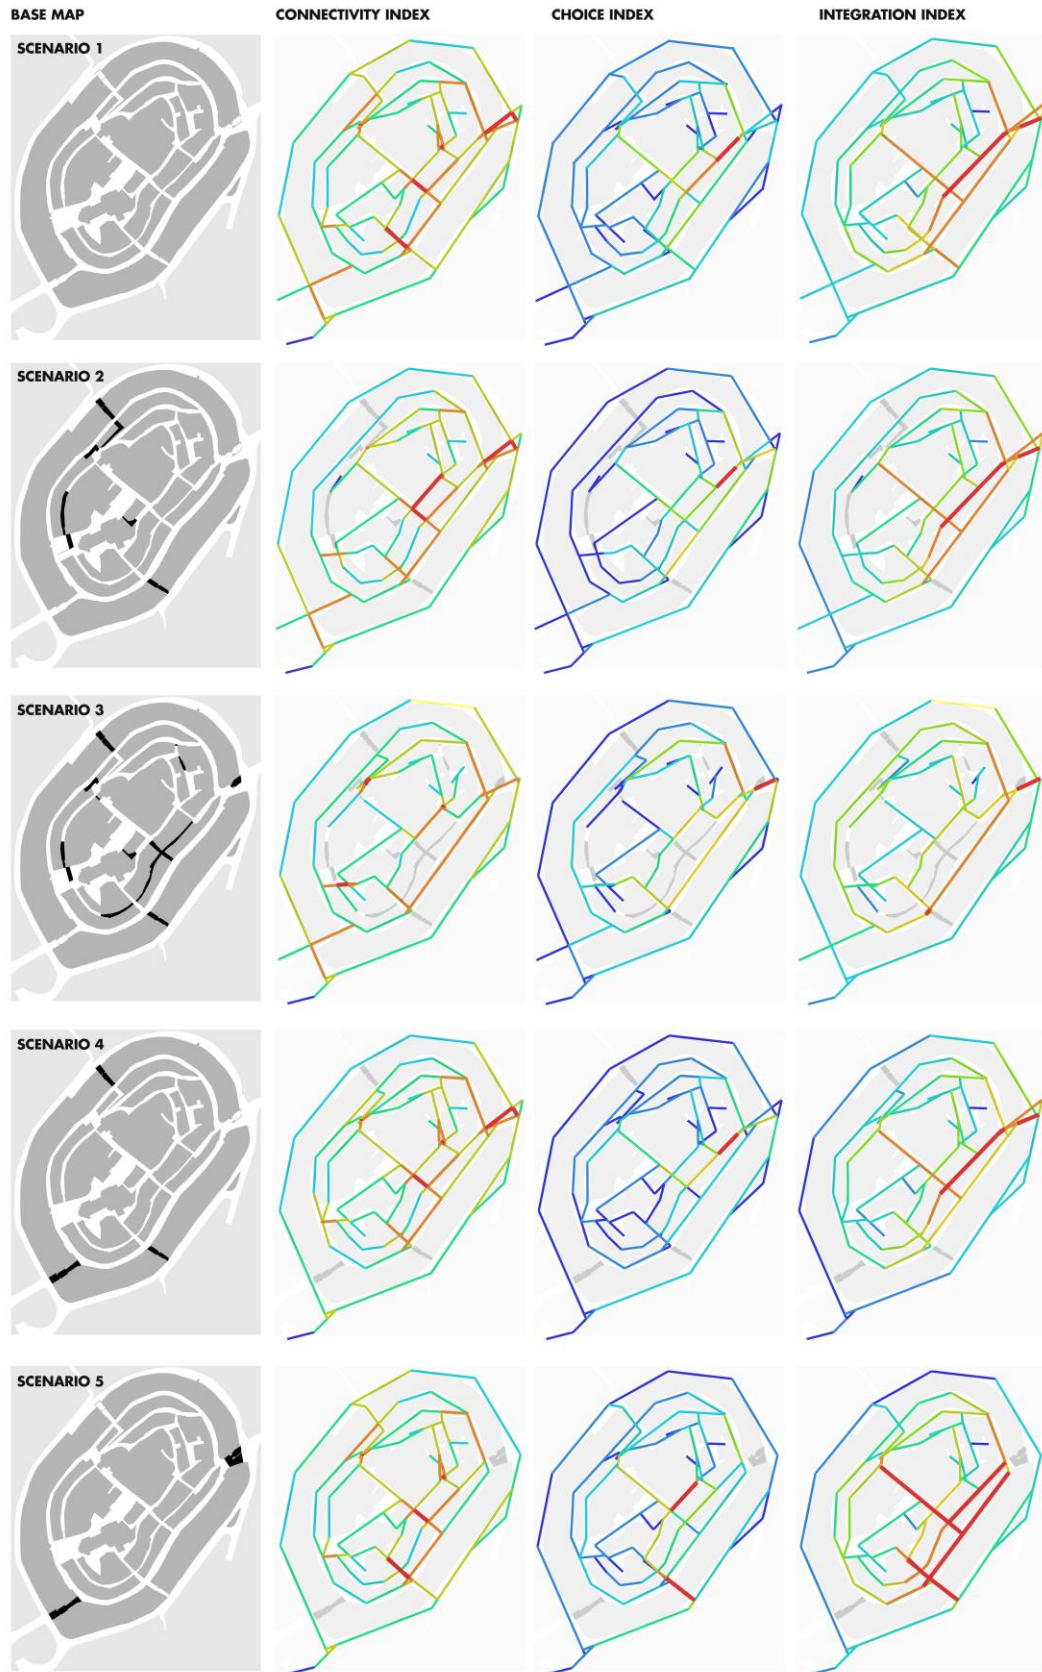 BASE MAP CONNECTIVITY INDEX CHOICE INDEX INTEGRATION INDEX
SCENARIO 1
SCENARIO 2
SCENARIO 3
SCENARIO 4
SCENARIO 5